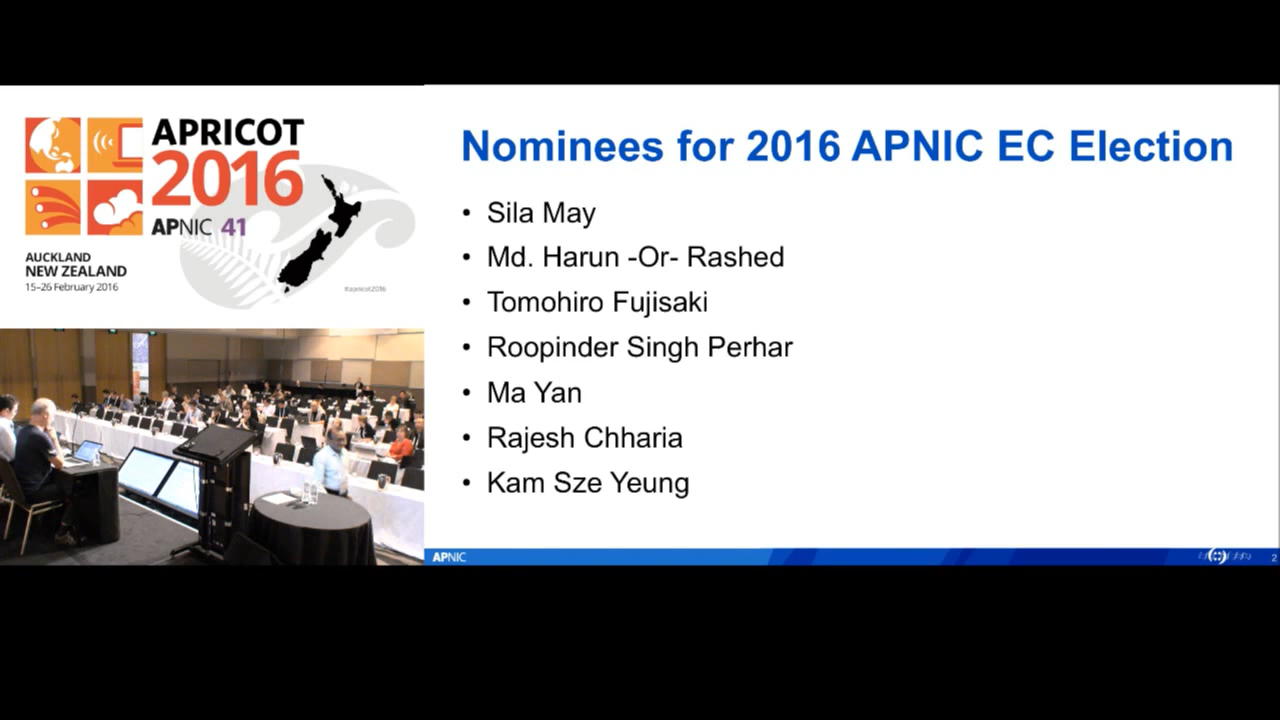 APRICOT
2016
APNIC 41
AUCKLAND
NEW ZEALAND
15–26 February 2016
#apricot2016
Nominees for 2016 APNIC EC Election
• Sila May
• Md. Harun -Or- Rashed
• Tomohiro Fujisaki
• Roopinder Singh Perhar
• Ma Yan
• Rajesh Chharia
• Kam Sze Yeung
APNIC
2